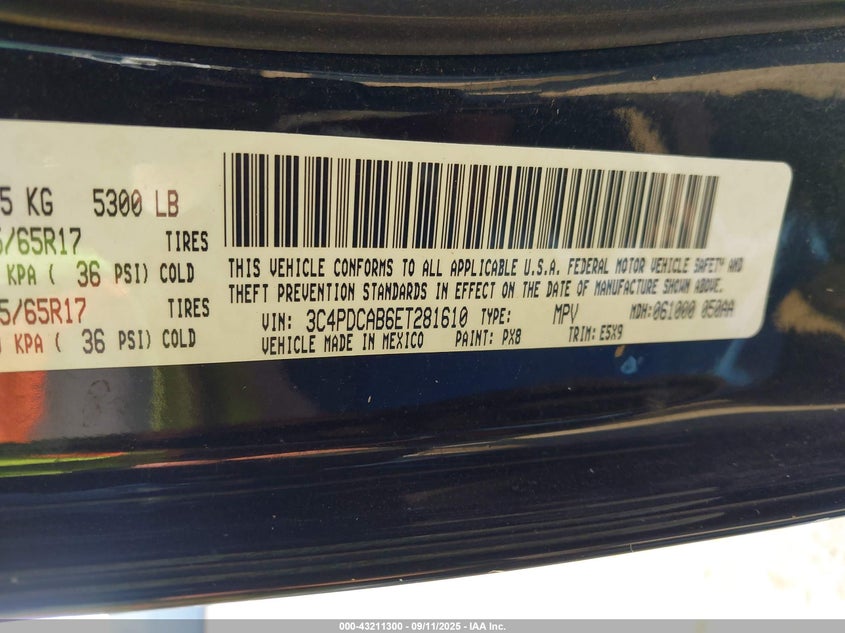 5 KG 5300 LB
5/65R17 TIRES
KPA ( 36 PSI) COLD
5/65R17 TIRES
KPA ( 36 PSI) COLD
THIS VEHICLE CONFORMS TO ALL APPLICABLE U.S.A. FEDERAL MOTOR VEHICLE SAFETY AND
THEFT PREVENTION STANDARDS IN EFFECT ON THE DATE OF MANUFACTURE SHOWN ABOVE.
VIN: 3C4PDCAB6ET281610 TYPE: MPV MDH: 061000 050AA
VEHICLE MADE IN MEXICO PAINT: PX8 TRIM: E5X9
000-43211300 - 09/11/2025 - IAA Inc.